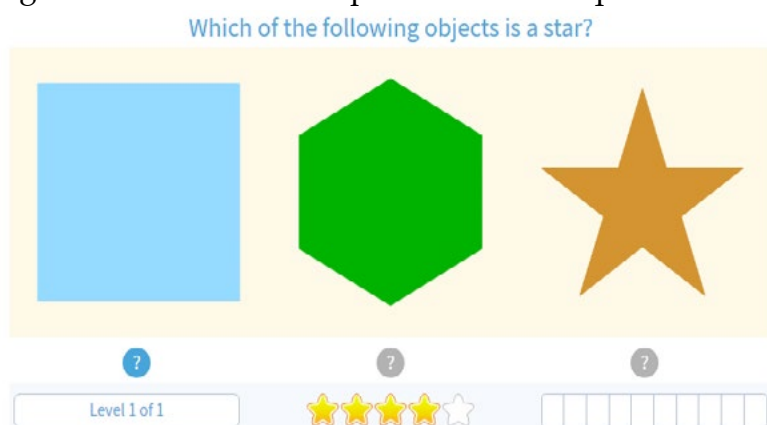 Which of the following objects is a star?
? ? ?
Level 1 of 1